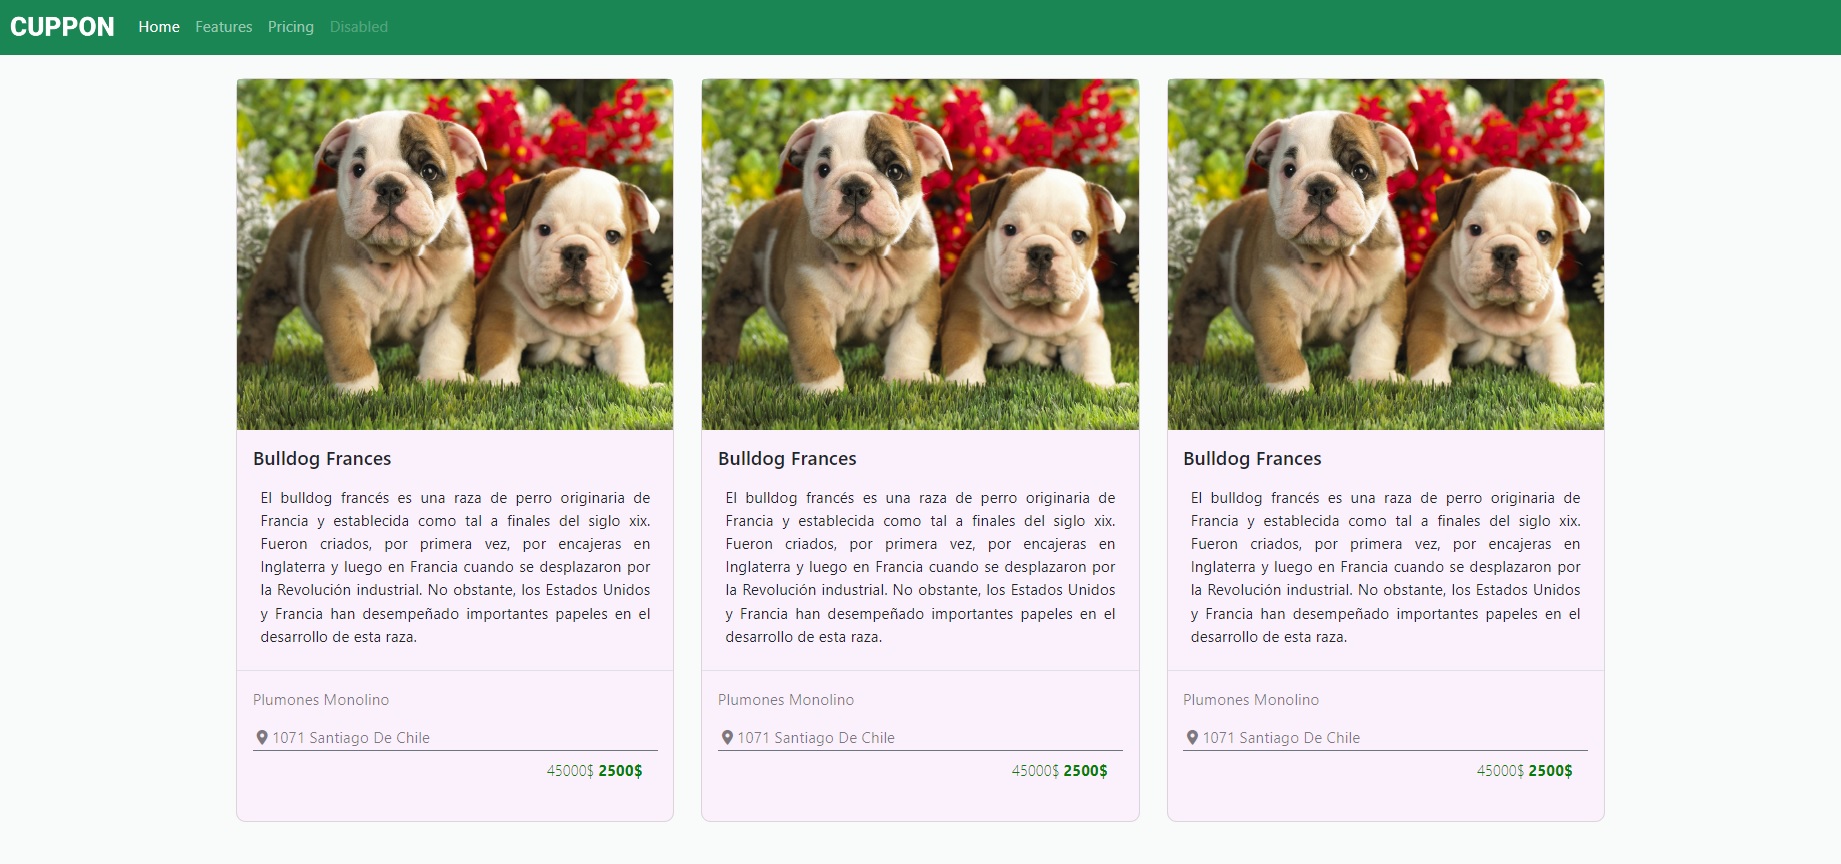 CUPPON Home Features Pricing Disabled
Bulldog Frances
El bulldog francés es una raza de perro originaria de
Francia y establecida como tal a finales del siglo xix.
Fueron criados, por primera vez, por encajeras en
Inglaterra y luego en Francia cuando se desplazaron por
la Revolución industrial. No obstante, los Estados Unidos
y Francia han desempeñado importantes papeles en el
desarrollo de esta raza.
Plumones Monolino
1071 Santiago De Chile
45000$ 2500$
Bulldog Frances
El bulldog francés es una raza de perro originaria de
Francia y establecida como tal a finales del siglo xix.
Fueron criados, por primera vez, por encajeras en
Inglaterra y luego en Francia cuando se desplazaron por
la Revolución industrial. No obstante, los Estados Unidos
y Francia han desempeñado importantes papeles en el
desarrollo de esta raza.
Plumones Monolino
1071 Santiago De Chile
45000$ 2500$
Bulldog Frances
El bulldog francés es una raza de perro originaria de
Francia y establecida como tal a finales del siglo xix.
Fueron criados, por primera vez, por encajeras en
Inglaterra y luego en Francia cuando se desplazaron por
la Revolución industrial. No obstante, los Estados Unidos
y Francia han desempeñado importantes papeles en el
desarrollo de esta raza.
Plumones Monolino
1071 Santiago De Chile
45000$ 2500$